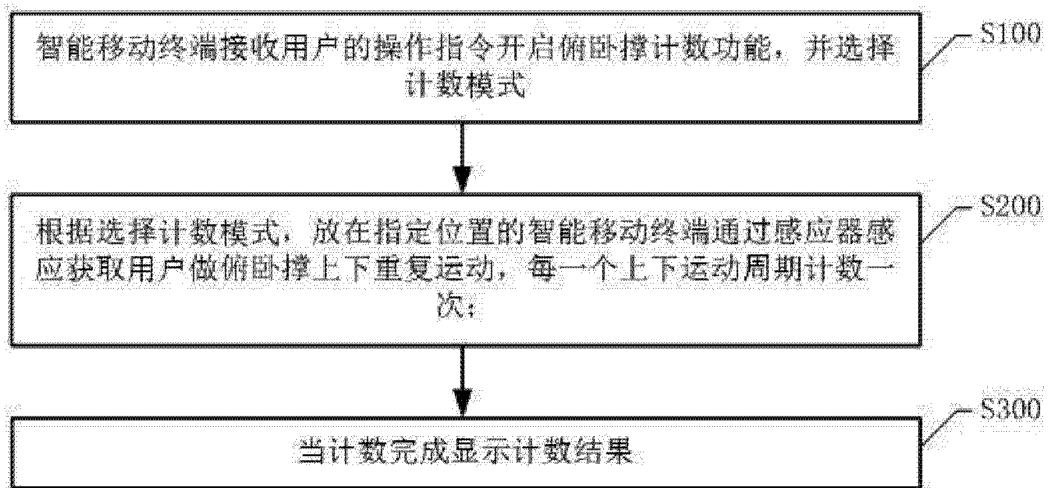 智能移动终端接收用户的操作指令开启俯卧撑计数功能，并选择
计数模式
S100
根据选择计数模式，放在指定位置的智能移动终端通过感应器感
应获取用户做俯卧撑上下重复运动，每一个上下运动周期计数一
次；
S200
当计数完成显示计数结果
S300